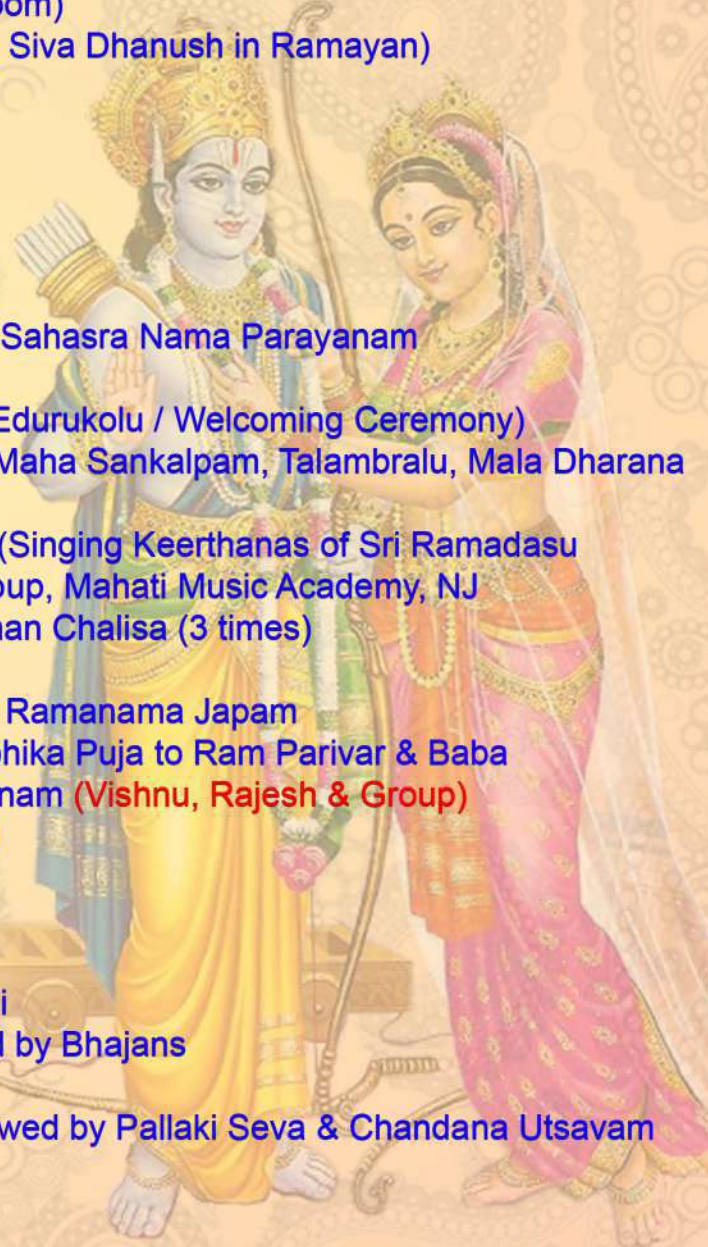 oom)
Siva Dhanush in Ramayan)
Sahasra Nama Parayanam
Edurukolu / Welcoming Ceremony)
Maha Sankalpam, Talambralu, Mala Dharana
(Singing Keerthanas of Sri Ramadasu
oup, Mahati Music Academy, NJ
nan Chalisa (3 times)
Ramanama Japam
ohika Puja to Ram Parivar & Baba
nam (Vishnu, Rajesh & Group)
i
l by Bhajans
wed by Pallaki Seva & Chandana Utsavam